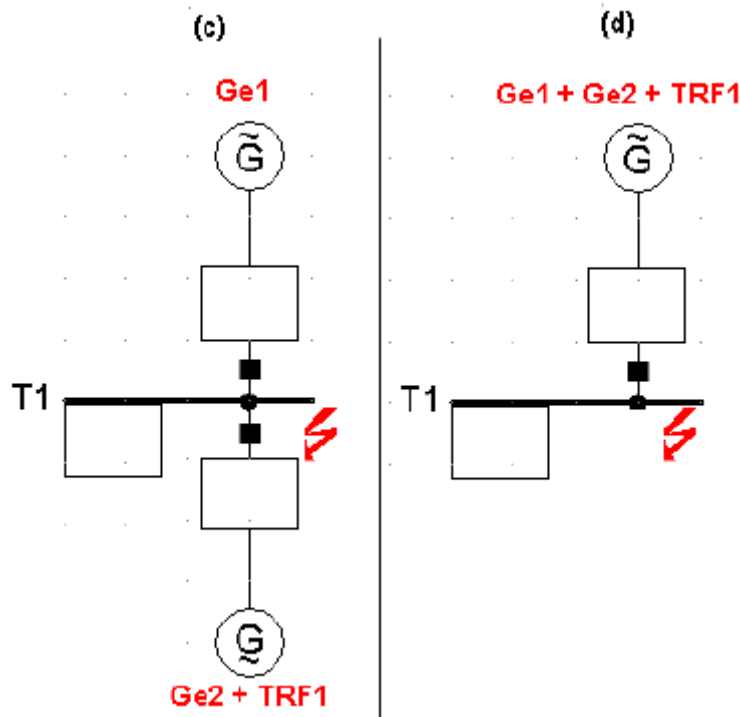 (c)
Ge1
G
T1
G
Ge2 + TRF1
(d)
Ge1 + Ge2 + TRF1
G
T1